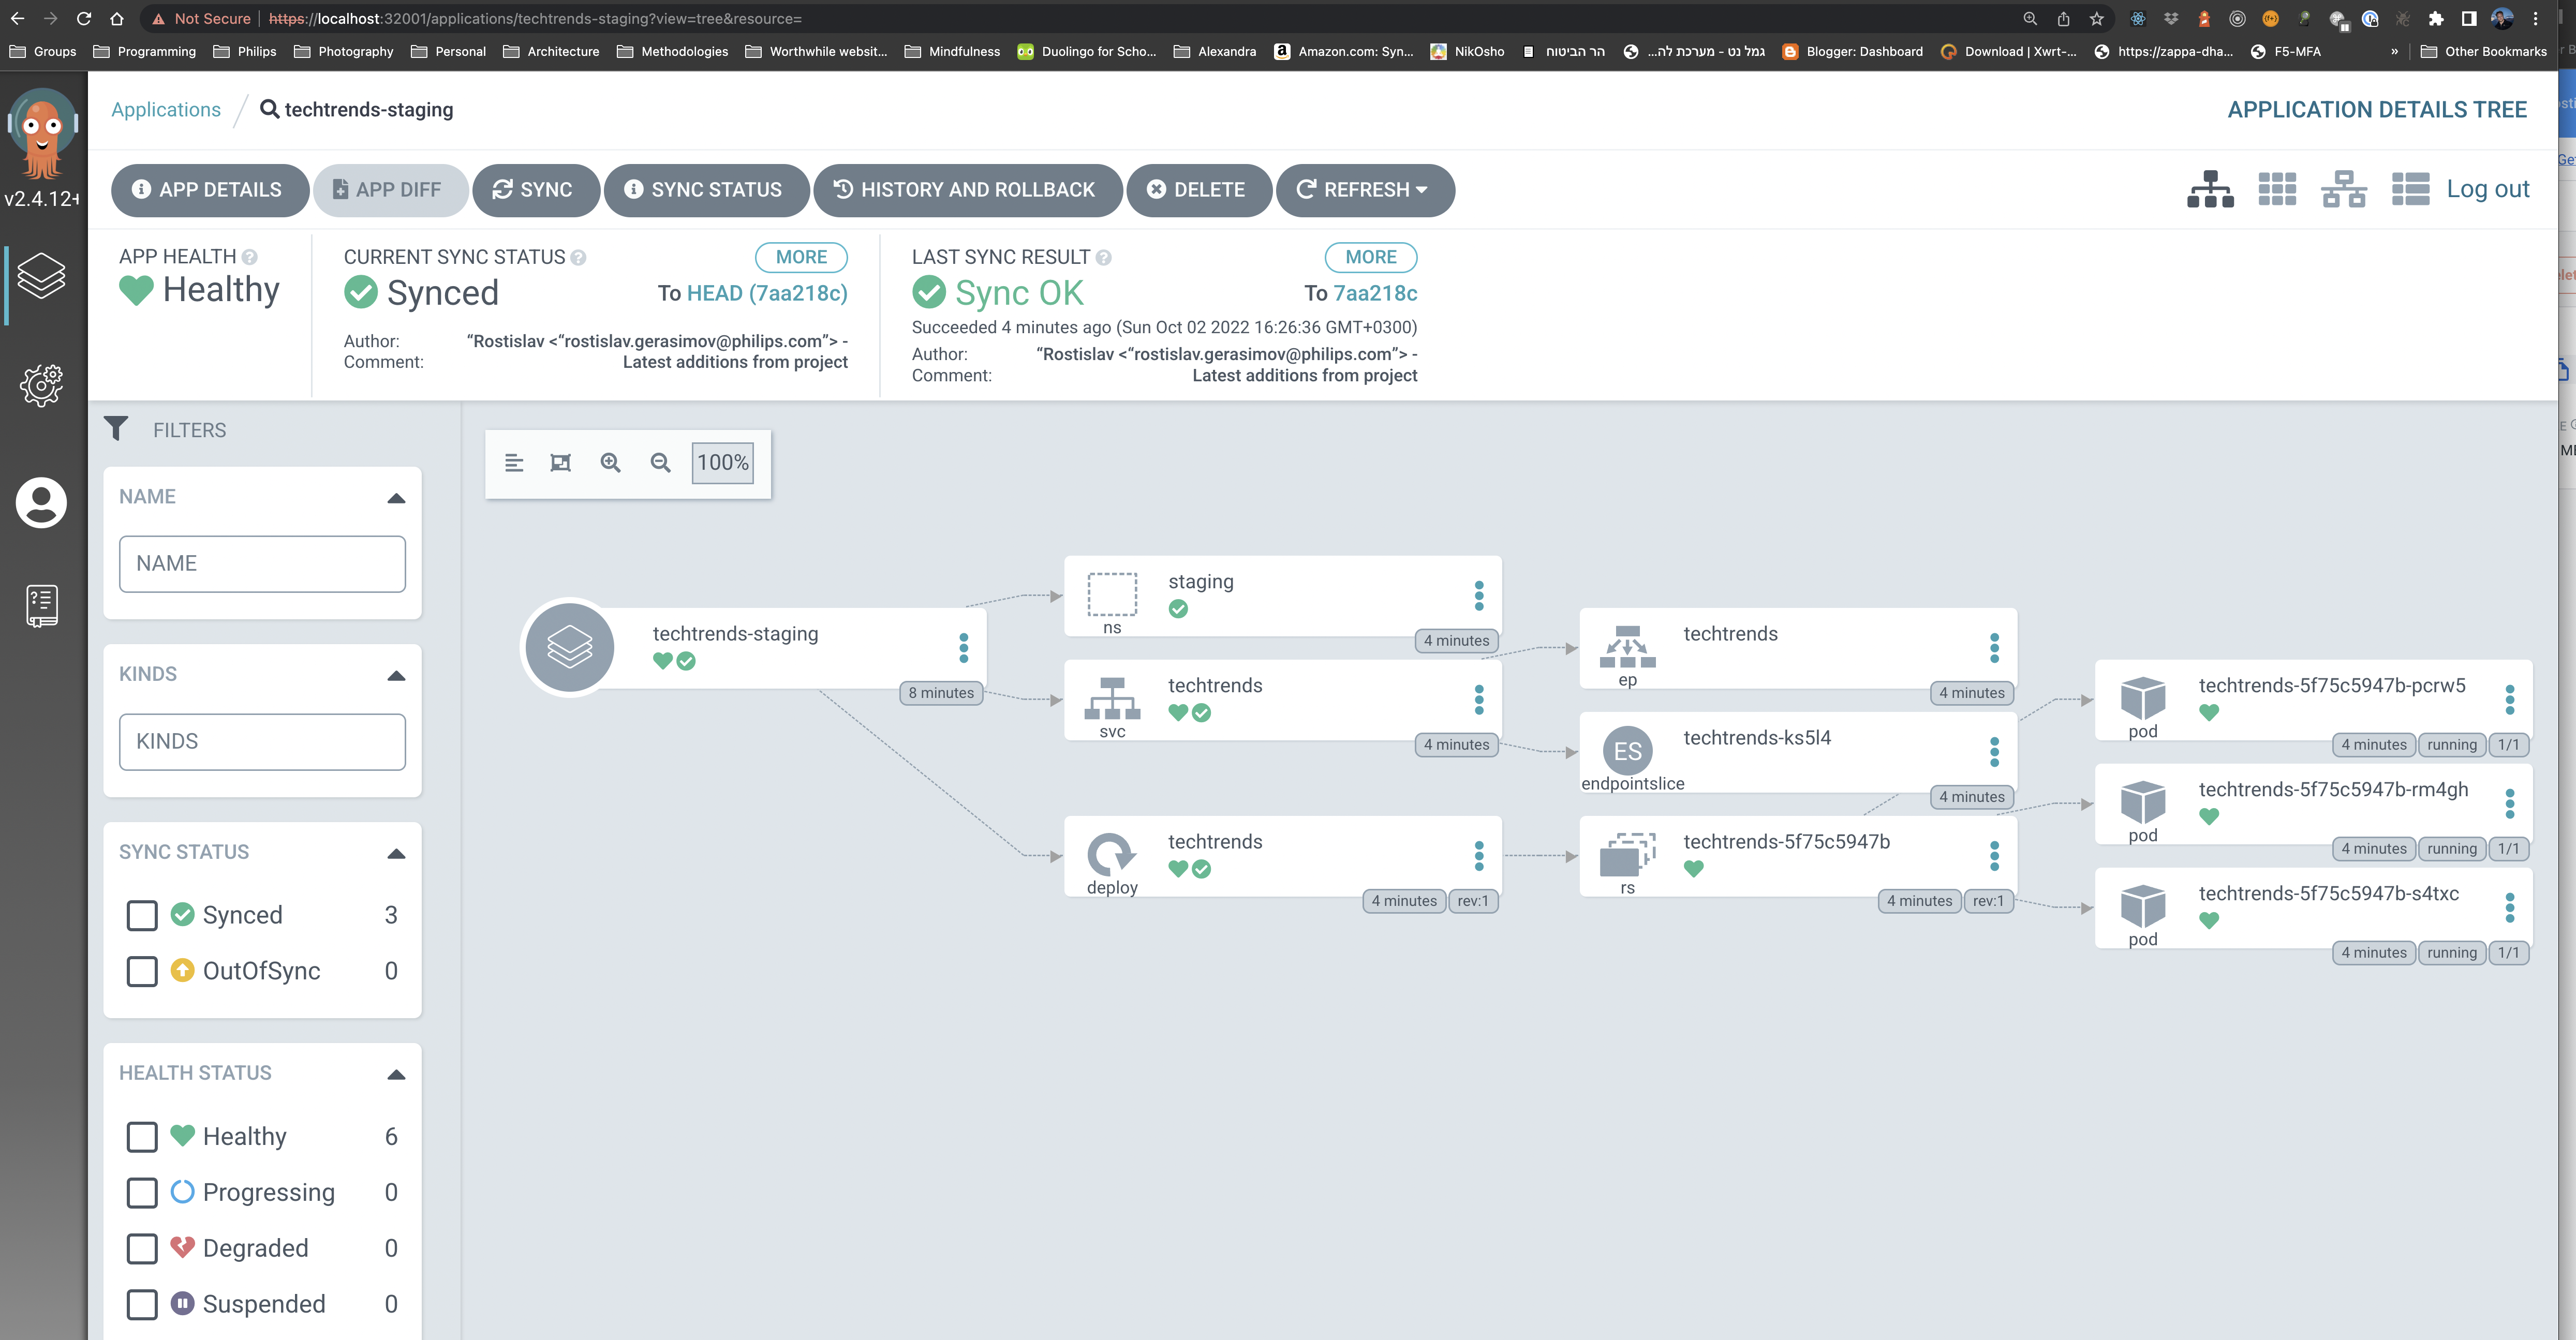 Not Secure | https://localhost:32001/applications/techtrends-staging?view=tree&resource=
Groups Programming Philips Photography Personal Architecture Methodologies Worthwhile websit... Mindfulness Duolingo for Scho... Alexandra Amazon.com: Syn... NikOsho הר הביטוח גמל נט - מערכת לה... Blogger: Dashboard Download | Xwrt-... https://zappa-dha... F5-MFA » Other Bookmarks
v2.4.12+
Applications / techtrends-staging
APPLICATION DETAILS TREE
APP DETAILS APP DIFF SYNC SYNC STATUS HISTORY AND ROLLBACK DELETE REFRESH
Log out
APP HEALTH
Healthy
CURRENT SYNC STATUS MORE
Synced To HEAD (7aa218c)
Author: “Rostislav <“rostislav.gerasimov@philips.com”> -
Comment: Latest additions from project
LAST SYNC RESULT MORE
Sync OK To 7aa218c
Succeeded 4 minutes ago (Sun Oct 02 2022 16:26:36 GMT+0300)
Author: “Rostislav <“rostislav.gerasimov@philips.com”> -
Comment: Latest additions from project
FILTERS
NAME
NAME
KINDS
KINDS
SYNC STATUS
Synced 3
OutOfSync 0
HEALTH STATUS
Healthy 6
Progressing 0
Degraded 0
Suspended 0
100%
techtrends-staging
8 minutes
staging
ns
4 minutes
techtrends
svc
4 minutes
techtrends
deploy
4 minutes rev:1
techtrends
ep
4 minutes
ES
techtrends-ks5l4
endpointslice
4 minutes
techtrends-5f75c5947b
rs
4 minutes rev:1
techtrends-5f75c5947b-pcrw5
pod
4 minutes running 1/1
techtrends-5f75c5947b-rm4gh
pod
4 minutes running 1/1
techtrends-5f75c5947b-s4txc
pod
4 minutes running 1/1